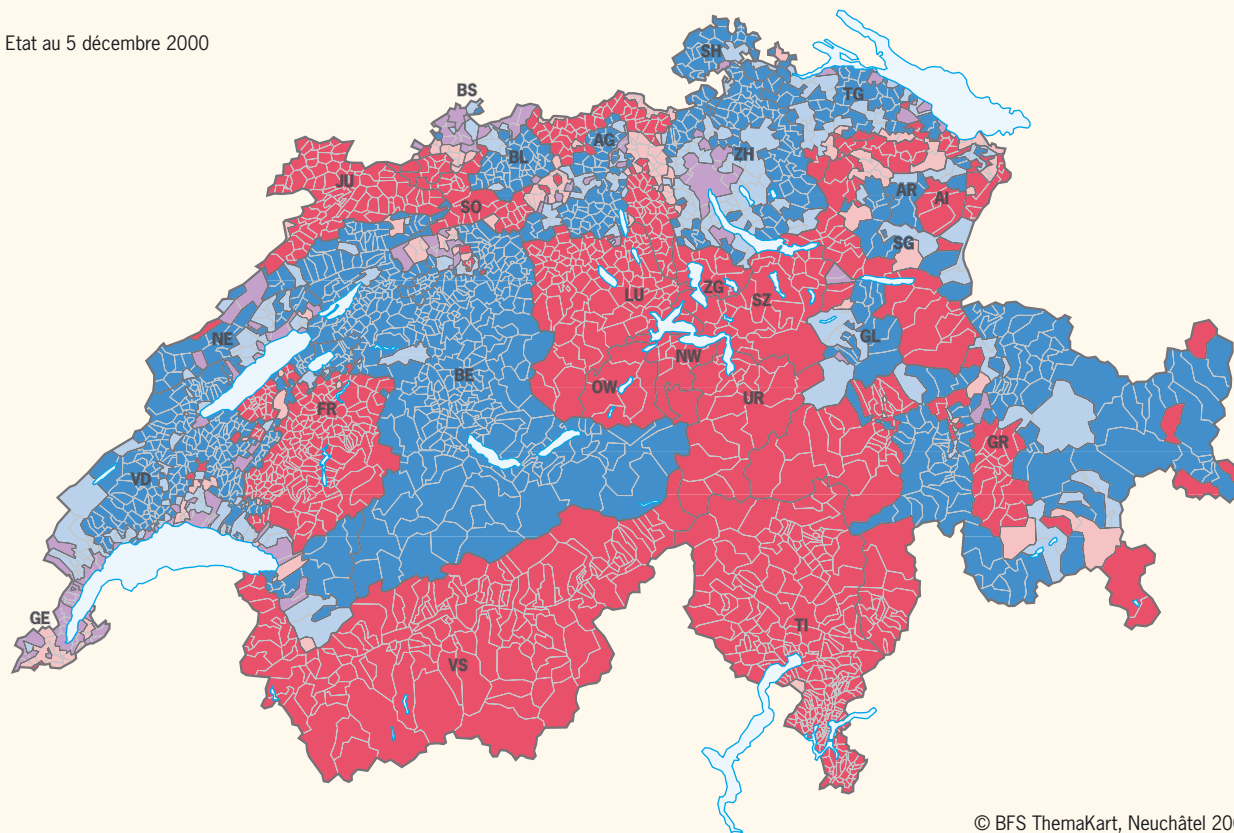 Etat au 5 décembre 2000
SH
BS
TG
BL
AG
ZH
JU
SO
AR
AI
SG
LU
ZG
SZ
NE
GL
BE
NW
OW
UR
FR
GR
VD
GE
TI
VS
© BFS ThemaKart, Neuchâtel 200